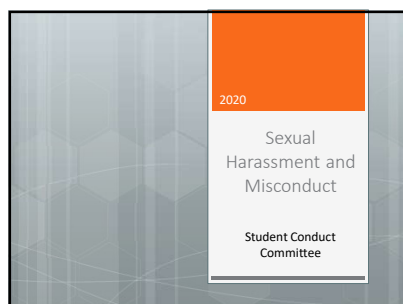 2020
Sexual
Harassment and
Misconduct
Student Conduct
Committee